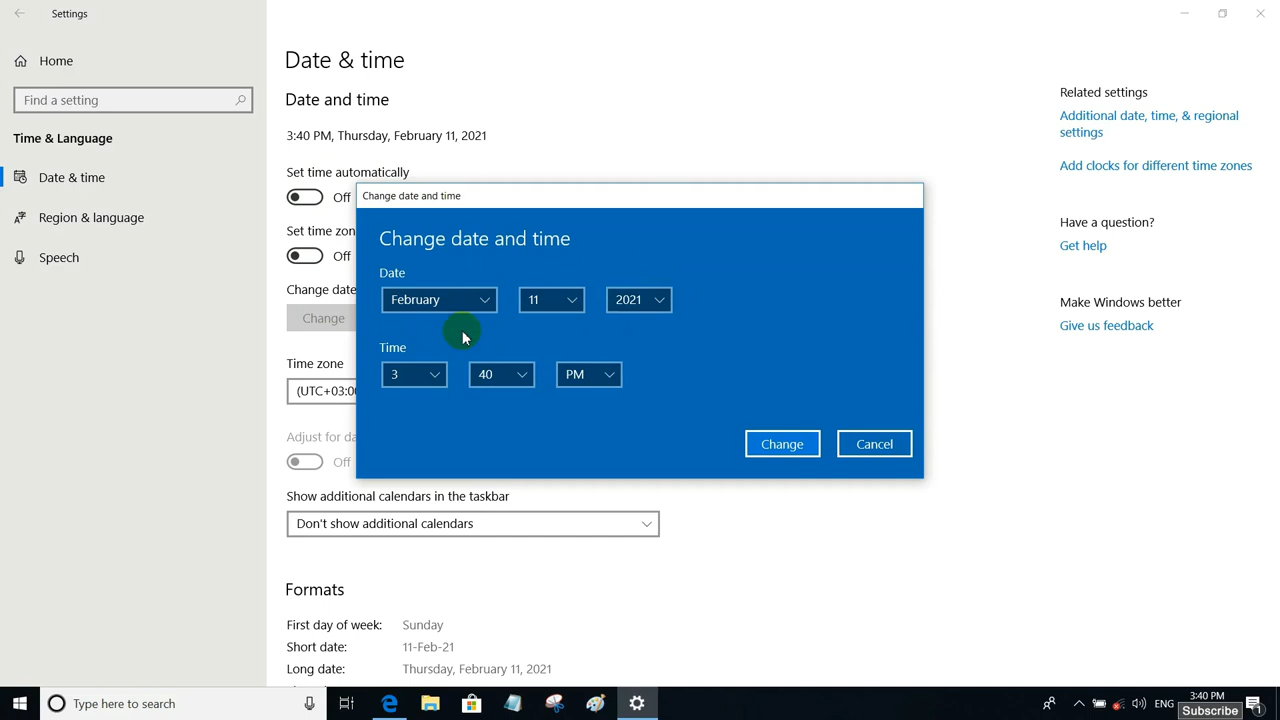 Settings
Home
Find a setting
Time & Language
Date & time
Region & language
Speech
Date & time
Date and time
3:40 PM, Thursday, February 11, 2021
Set time automatically
Off
Set time zon
Off
Change date
Change
Time zone
(UTC+03:00
Adjust for da
Off
Show additional calendars in the taskbar
Don't show additional calendars
Formats
First day of week: Sunday
Short date: 11-Feb-21
Long date: Thursday, February 11, 2021
Change date and time
Change date and time
Date
February 11 2021
Time
3 40 PM
Change Cancel
Related settings
Additional date, time, & regional
settings
Add clocks for different time zones
Have a question?
Get help
Make Windows better
Give us feedback
Type here to search
ENG
3:40 PM
Subscribe
1